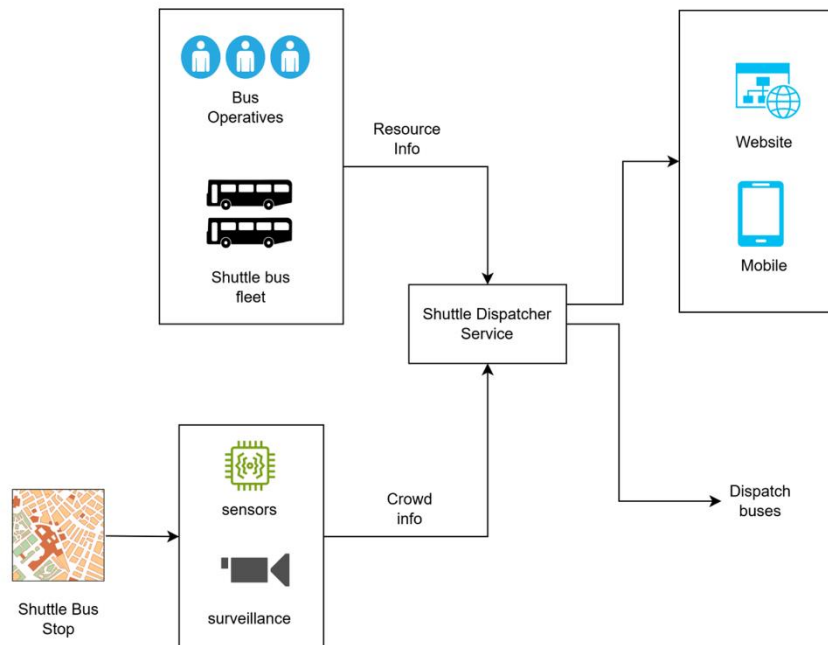 Bus
Operatives
Shuttle bus
fleet
Resource
Info
Website
Mobile
Shuttle Dispatcher
Service
Shuttle Bus
Stop
sensors
surveillance
Crowd
info
Dispatch
buses